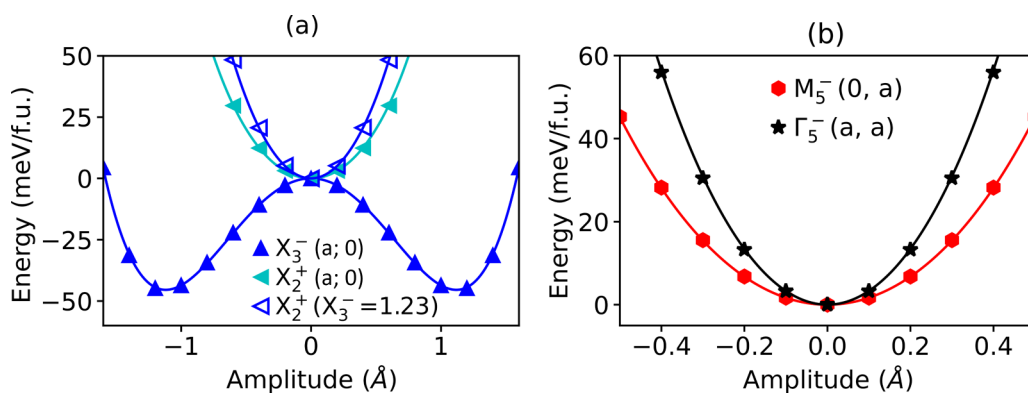 (a)
50
25
0
−25
−50
Energy (meV/f.u.)
X₃⁻ (a; 0)
X₂⁺ (a; 0)
X₂⁺ (X₃⁻ =1.23)
−1 0 1
Amplitude (Å)
(b)
60
40
20
0
Energy (meV/f.u.)
M₅⁻ (0, a)
Γ₅⁻ (a, a)
−0.4 −0.2 0.0 0.2 0.4
Amplitude (Å)